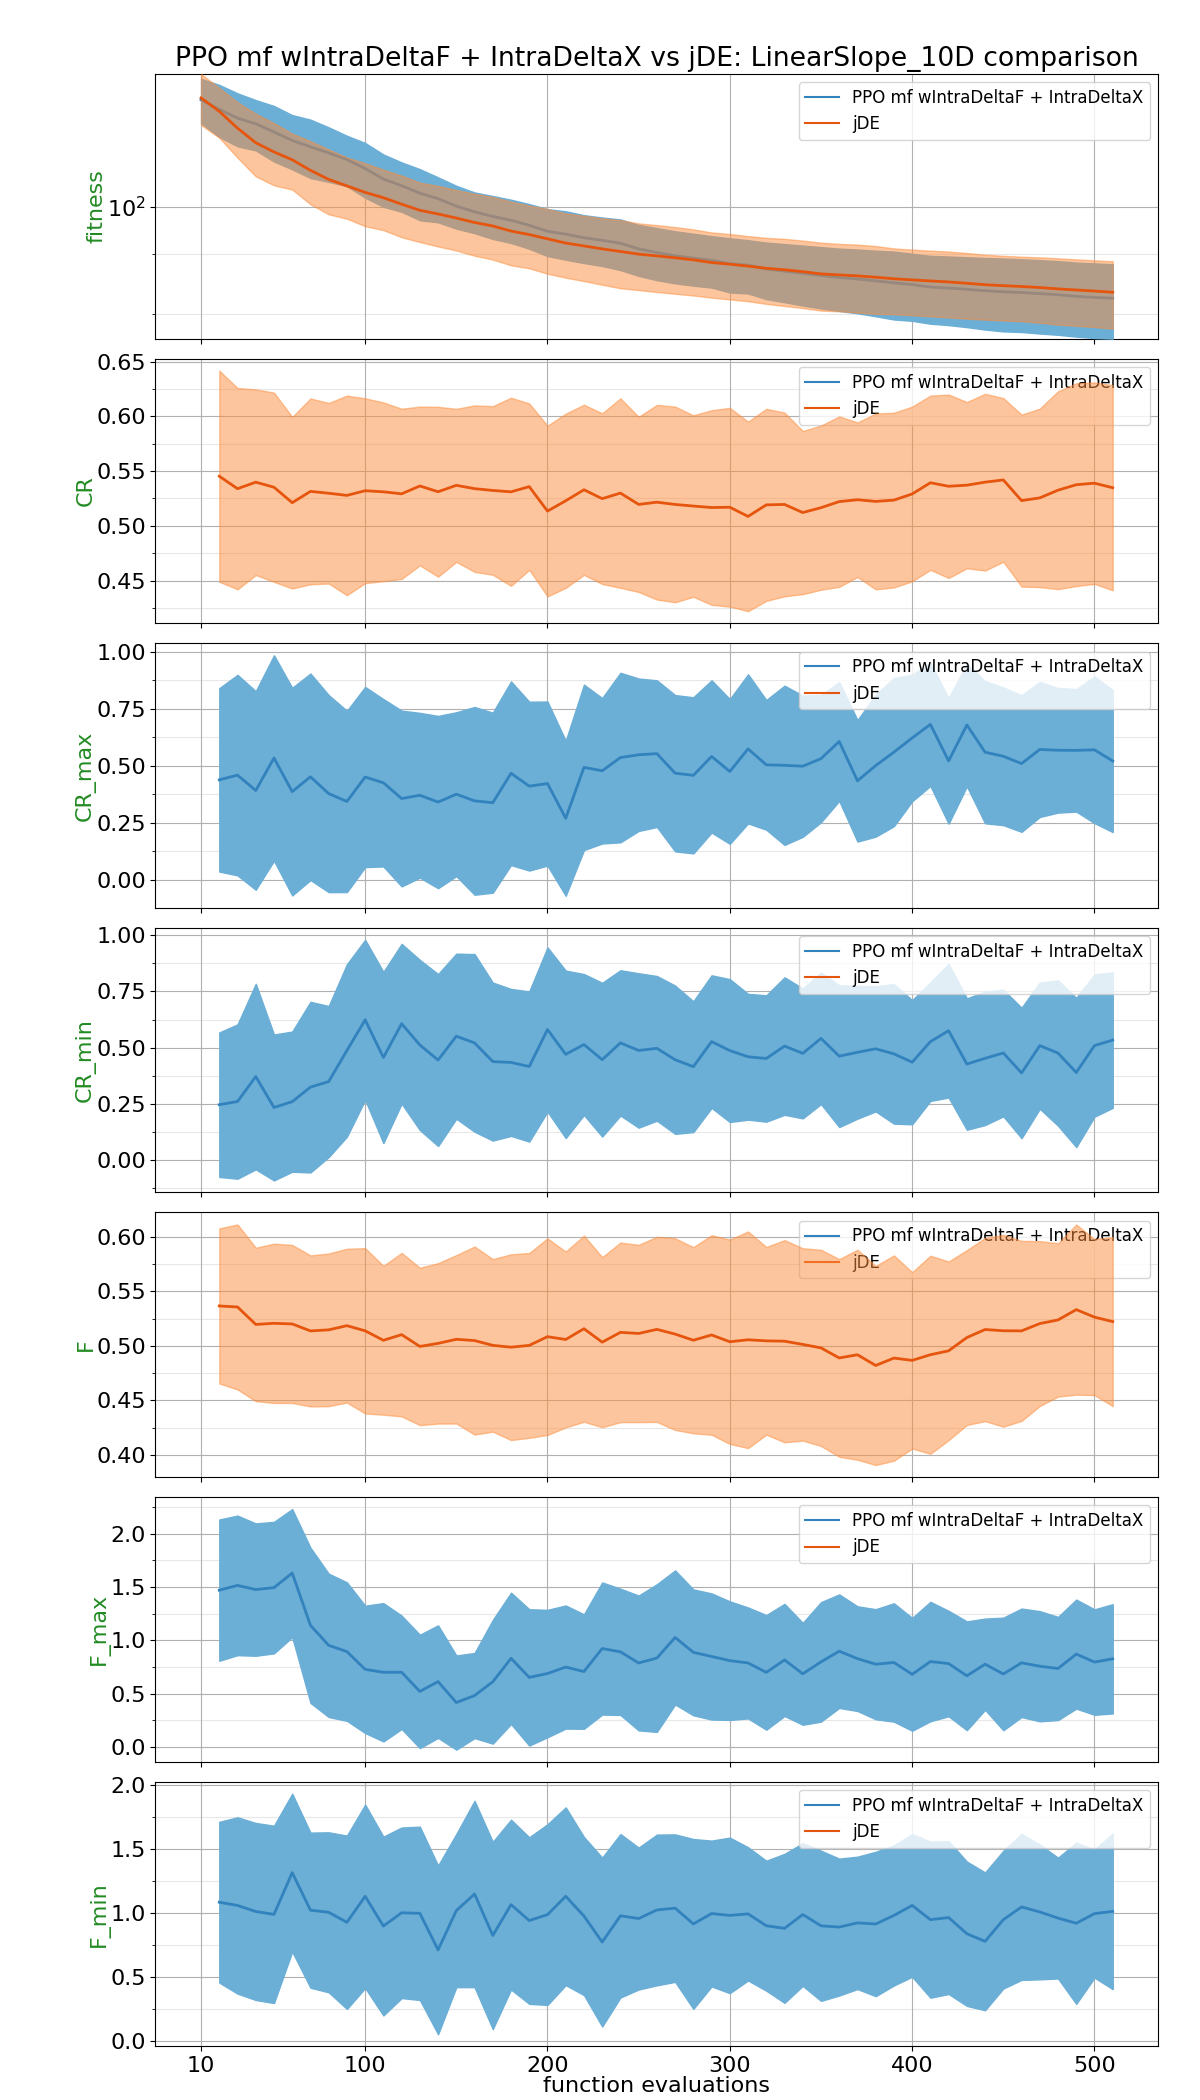 PPO mf wIntraDeltaF + IntraDeltaX vs jDE: LinearSlope_10D comparison
PPO mf wIntraDeltaF + IntraDeltaX
jDE
fitness
10²
0.65
PPO mf wIntraDeltaF + IntraDeltaX
0.60
jDE
0.55
CR
0.50
0.45
1.00
PPO mf wIntraDeltaF + IntraDeltaX
jDE
0.75
CR_max
0.50
0.25
0.00
1.00
PPO mf wIntraDeltaF + IntraDeltaX
jDE
0.75
CR_min
0.50
0.25
0.00
0.60
PPO mf wIntraDeltaF + IntraDeltaX
jDE
0.55
F
0.50
0.45
0.40
PPO mf wIntraDeltaF + IntraDeltaX
2.0
jDE
1.5
F_max
1.0
0.5
0.0
2.0
PPO mf wIntraDeltaF + IntraDeltaX
jDE
1.5
F_min
1.0
0.5
0.0
10 100 200 300 400 500
function evaluations